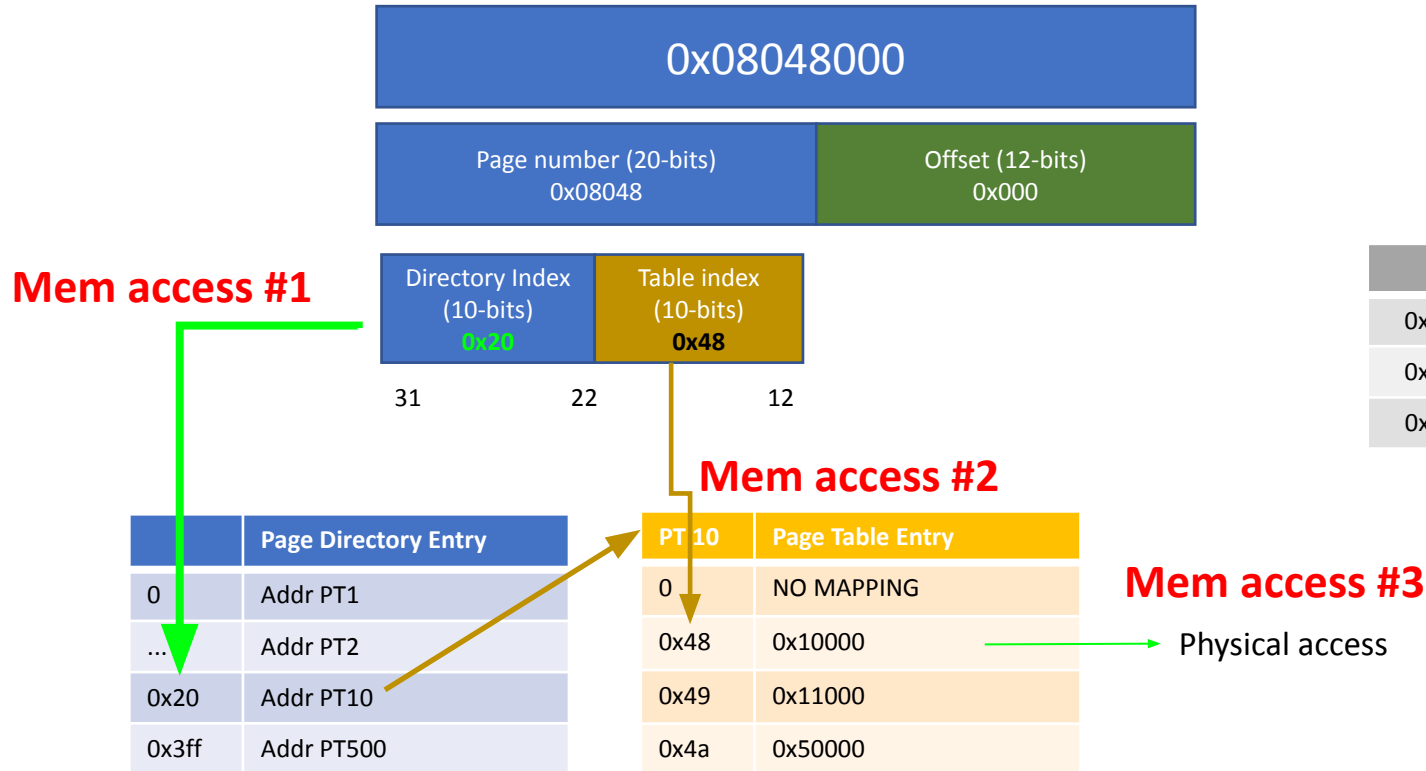 0x08048000
Page number (20-bits)
0x08048
Offset (12-bits)
0x000
Mem access #1
Directory Index
(10-bits)
0x20
Table index
(10-bits)
0x48
31 22 12
0x
0x
0x
Mem access #2
Page Directory Entry
0 Addr PT1
... Addr PT2
0x20 Addr PT10
0x3ff Addr PT500
PT 10 Page Table Entry
0 NO MAPPING
0x48 0x10000
0x49 0x11000
0x4a 0x50000
Mem access #3
Physical access